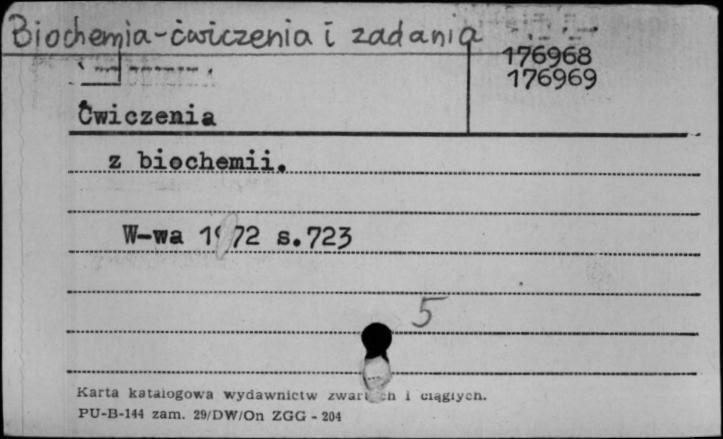 Biochemia-ćwiczenia i zadania
176968
176969
Ćwiczenia
z biochemii.
W-wa 1972 s.723
5
Karta katalogowa wydawnictw zwartych i ciągłych.
PU-B-144 zam. 29/DW/On ZGG - 204